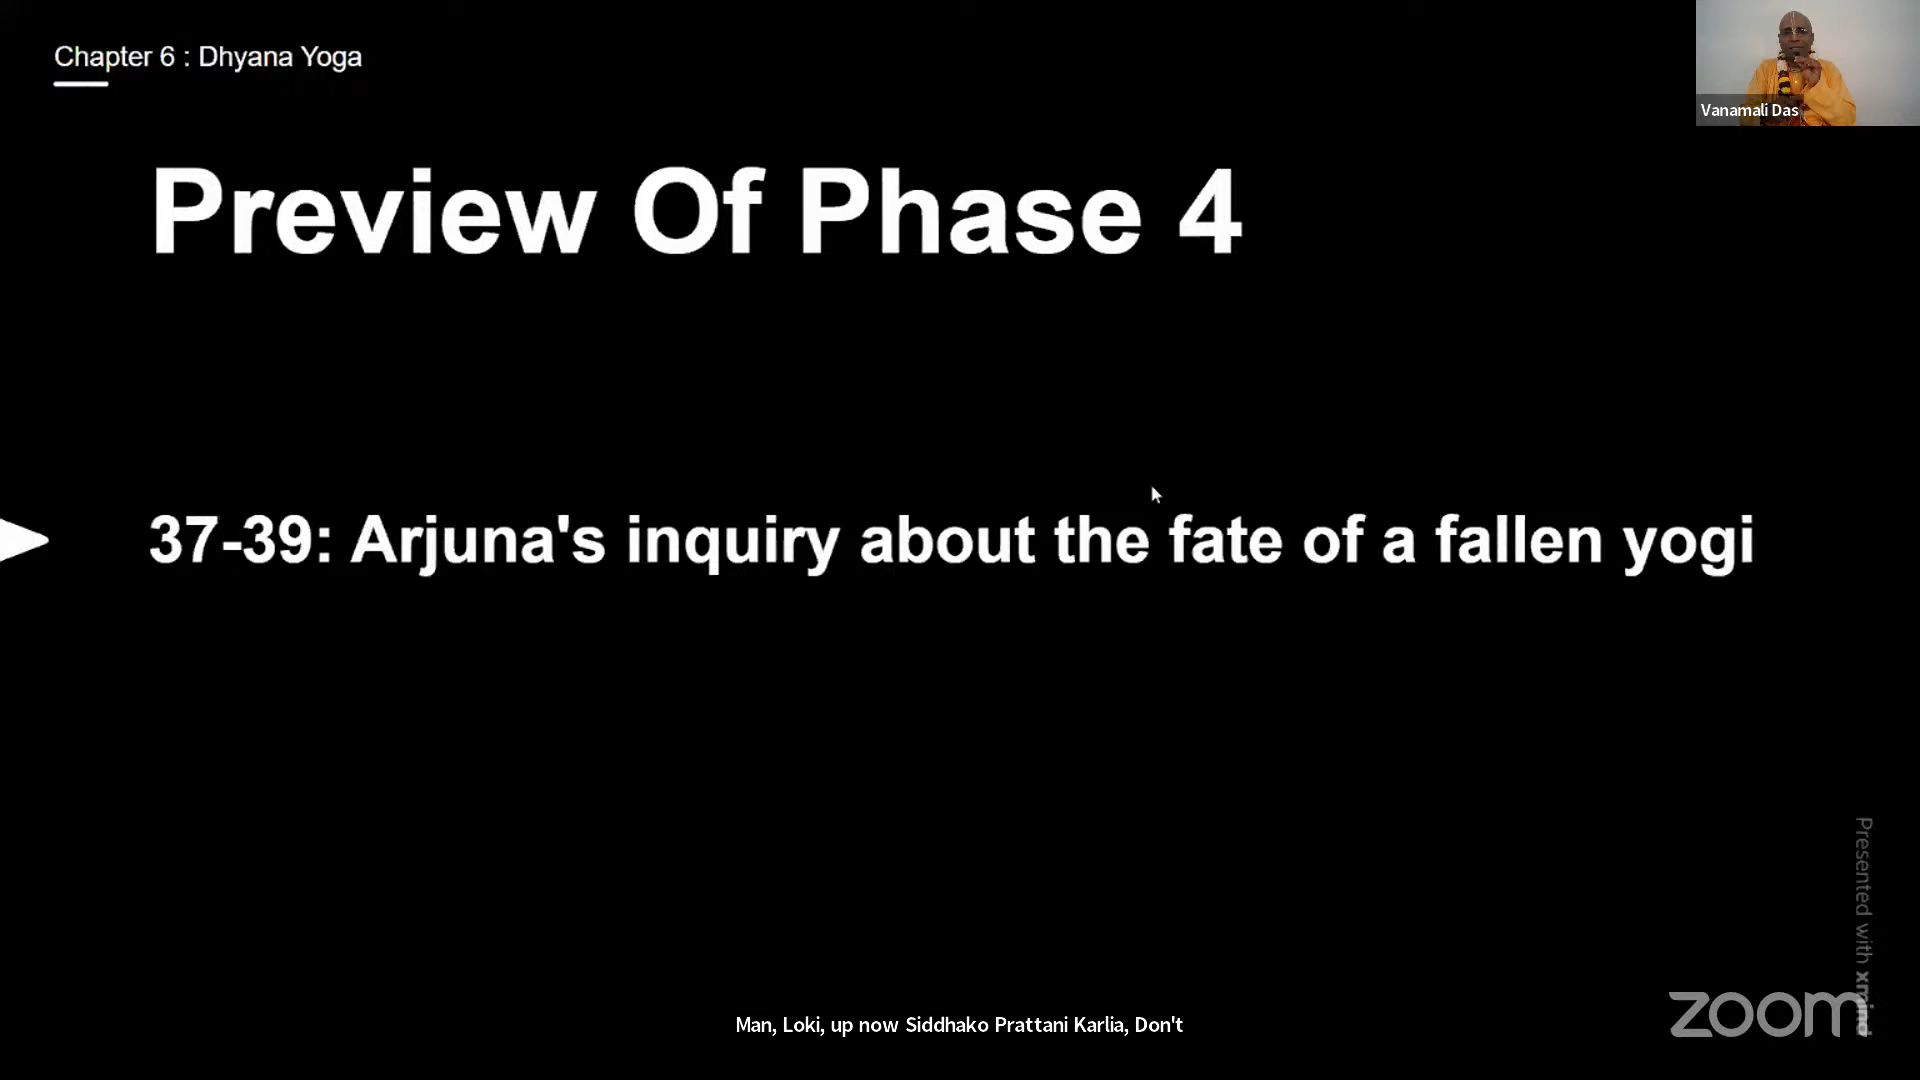 Chapter 6 : Dhyana Yoga
Vanamali Das
Preview Of Phase 4
37-39: Arjuna's inquiry about the fate of a fallen yogi
Presented with xmind
Man, Loki, up now Siddhako Prattani Karlia, Don't
zoom